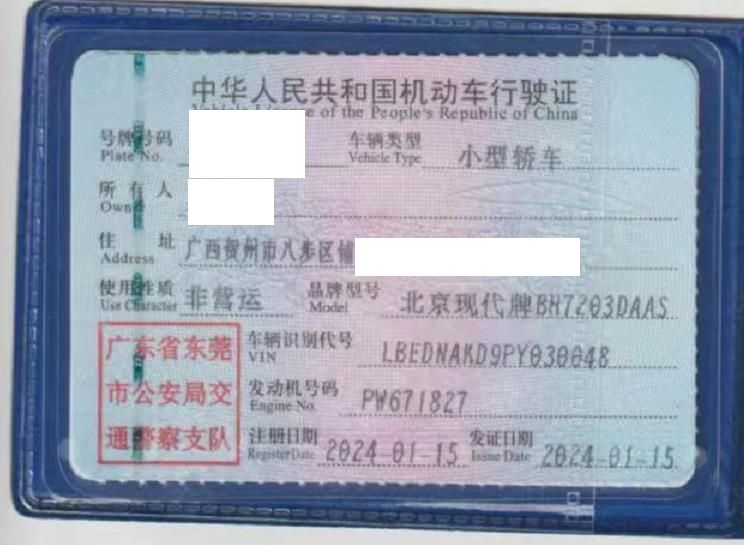 中华人民共和国机动车行驶证
of the People's Republic of China
号牌号码
Plate No.
车辆类型 小型轿车
Vehicle Type
所有人
Owner
住址 广西贺州市八步区铺
Address
使用性质 非营运 品牌型号 北京现代牌BH7203DAAS
Use Character Model
广东省东莞
市公安局交
通警察支队
车辆识别代号 LBEDNAKD9PY030048
VIN
发动机号码 PW671827
Engine No.
注册日期 2024-01-15 发证日期 2024-01-15
Register Date Issue Date